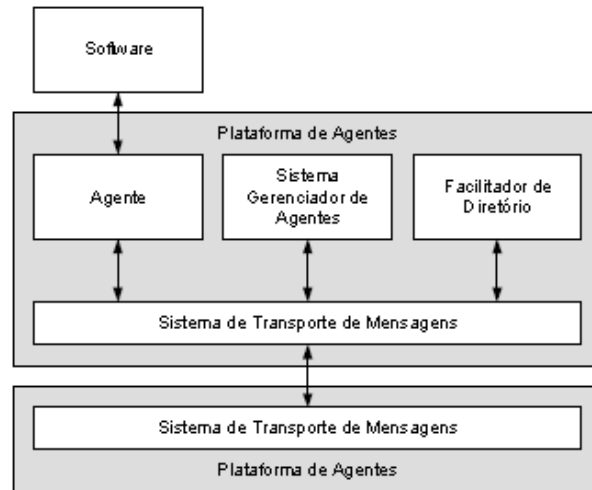 Software
Plataforma de Agentes
Agente
Sistema
Gerenciador de
Agentes
Facilitador de
Diretório
Sistema de Transporte de Mensagens
Sistema de Transporte de Mensagens
Plataforma de Agentes